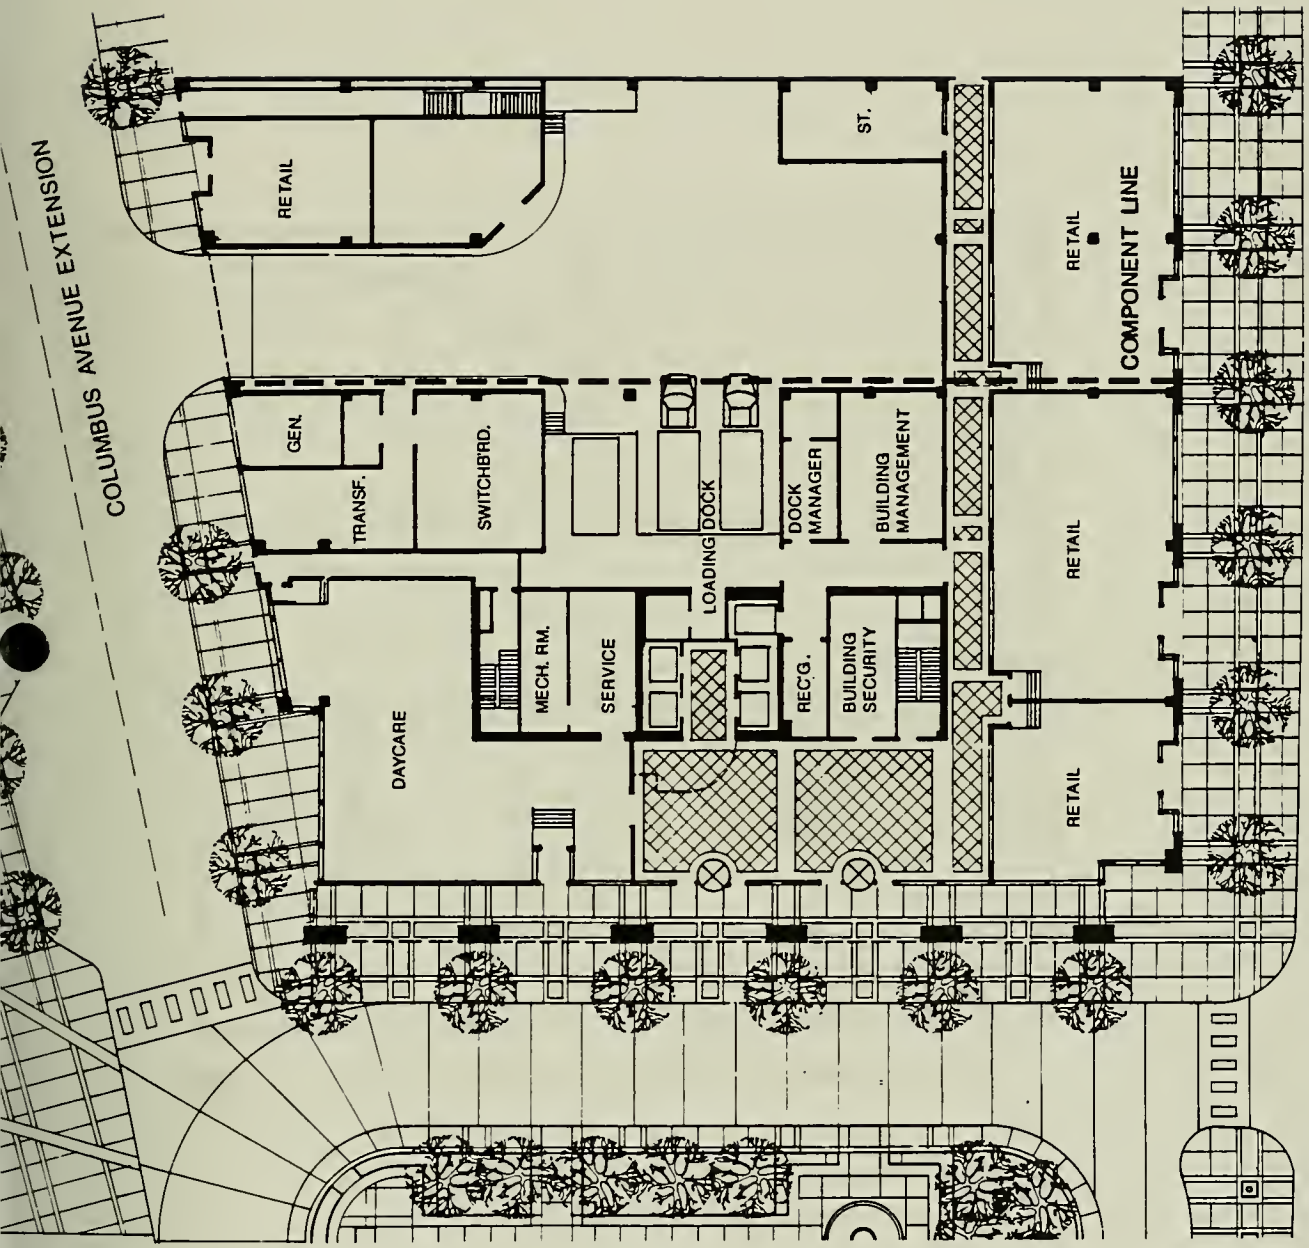 COLUMBUS AVENUE EXTENSION
RETAIL
ST.
RETAIL
COMPONENT LINE
GEN.
TRANSF.
SWITCHB'RD.
LOADING DOCK
DOCK
MANAGER
BUILDING
MANAGEMENT
RETAIL
DAYCARE
MECH. RM.
SERVICE
REC'G.
BUILDING
SECURITY
RETAIL